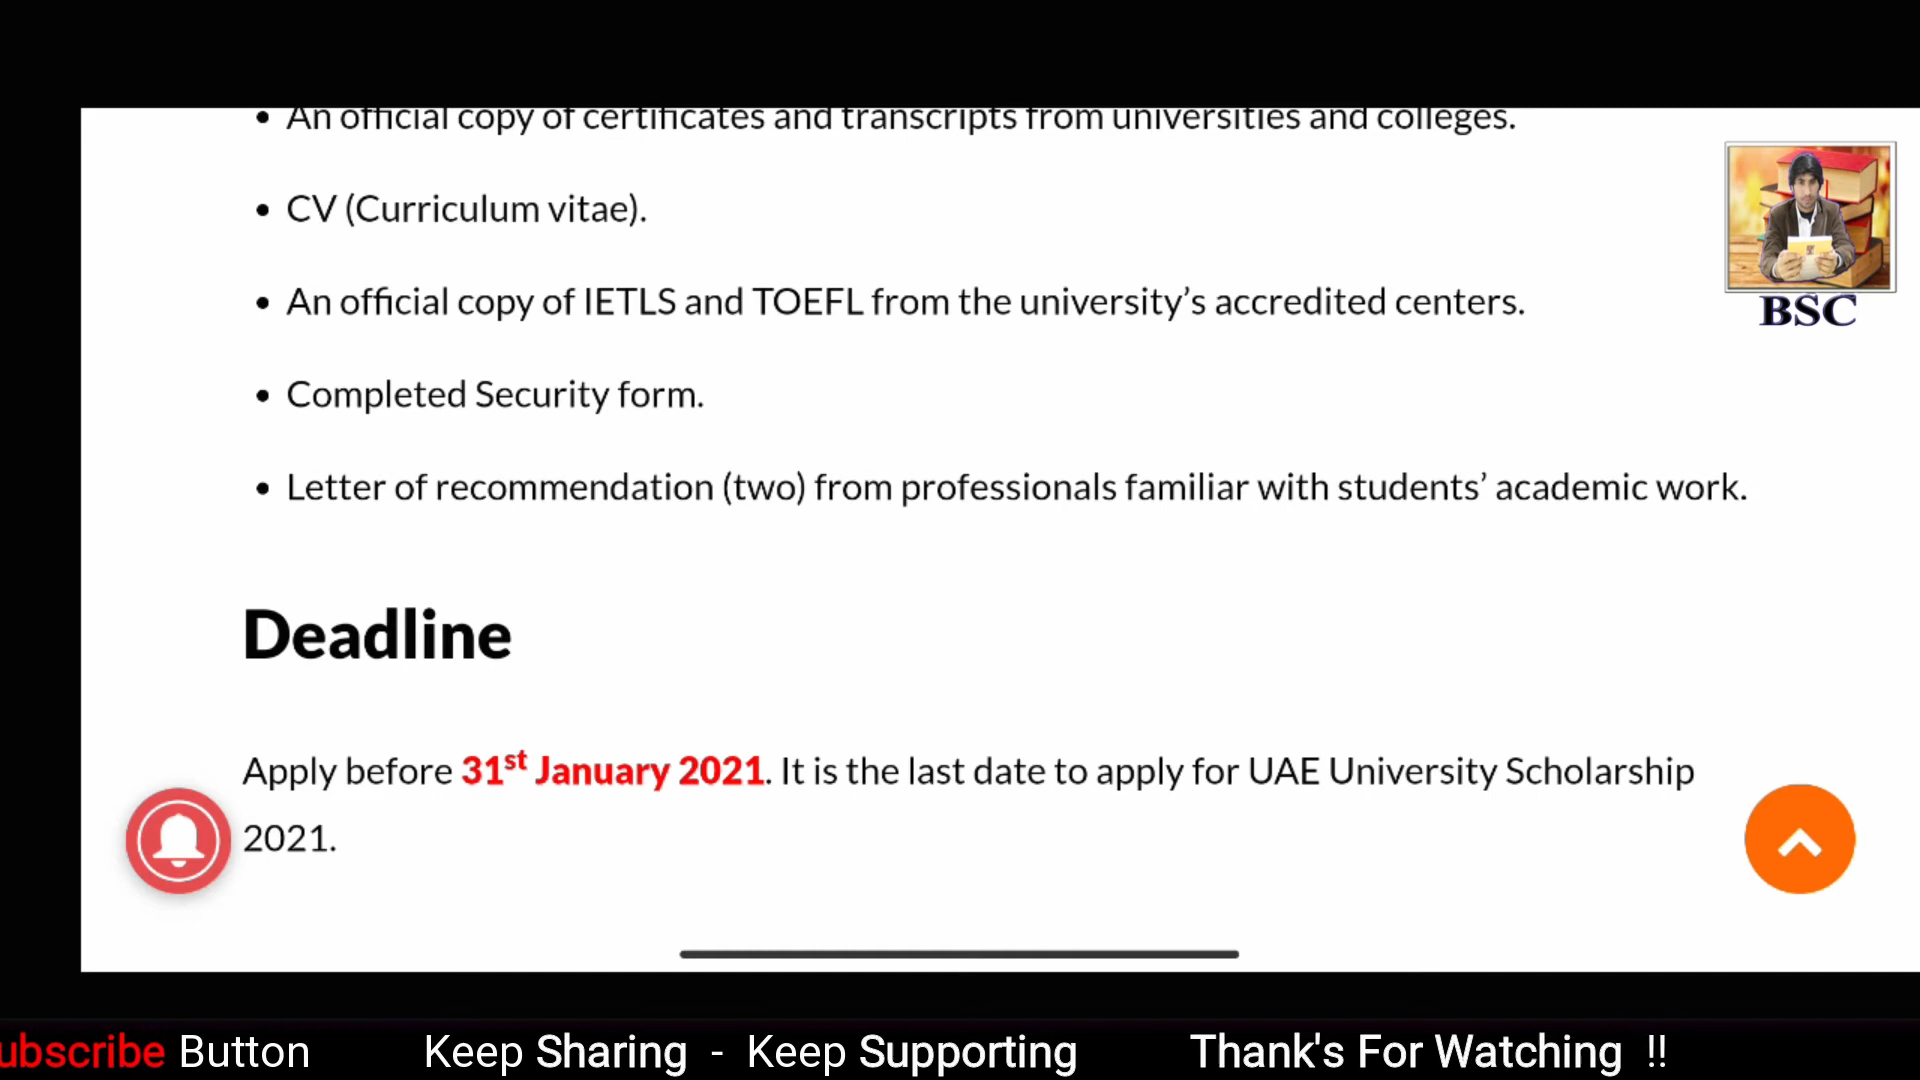 An official copy of certificates and transcripts from universities and colleges.
CV (Curriculum vitae).
An official copy of IETLS and TOEFL from the university’s accredited centers.
Completed Security form.
Letter of recommendation (two) from professionals familiar with students’ academic work.
BSC
Deadline
Apply before 31st January 2021. It is the last date to apply for UAE University Scholarship
2021.
ubscribe Button Keep Sharing - Keep Supporting Thank's For Watching !!